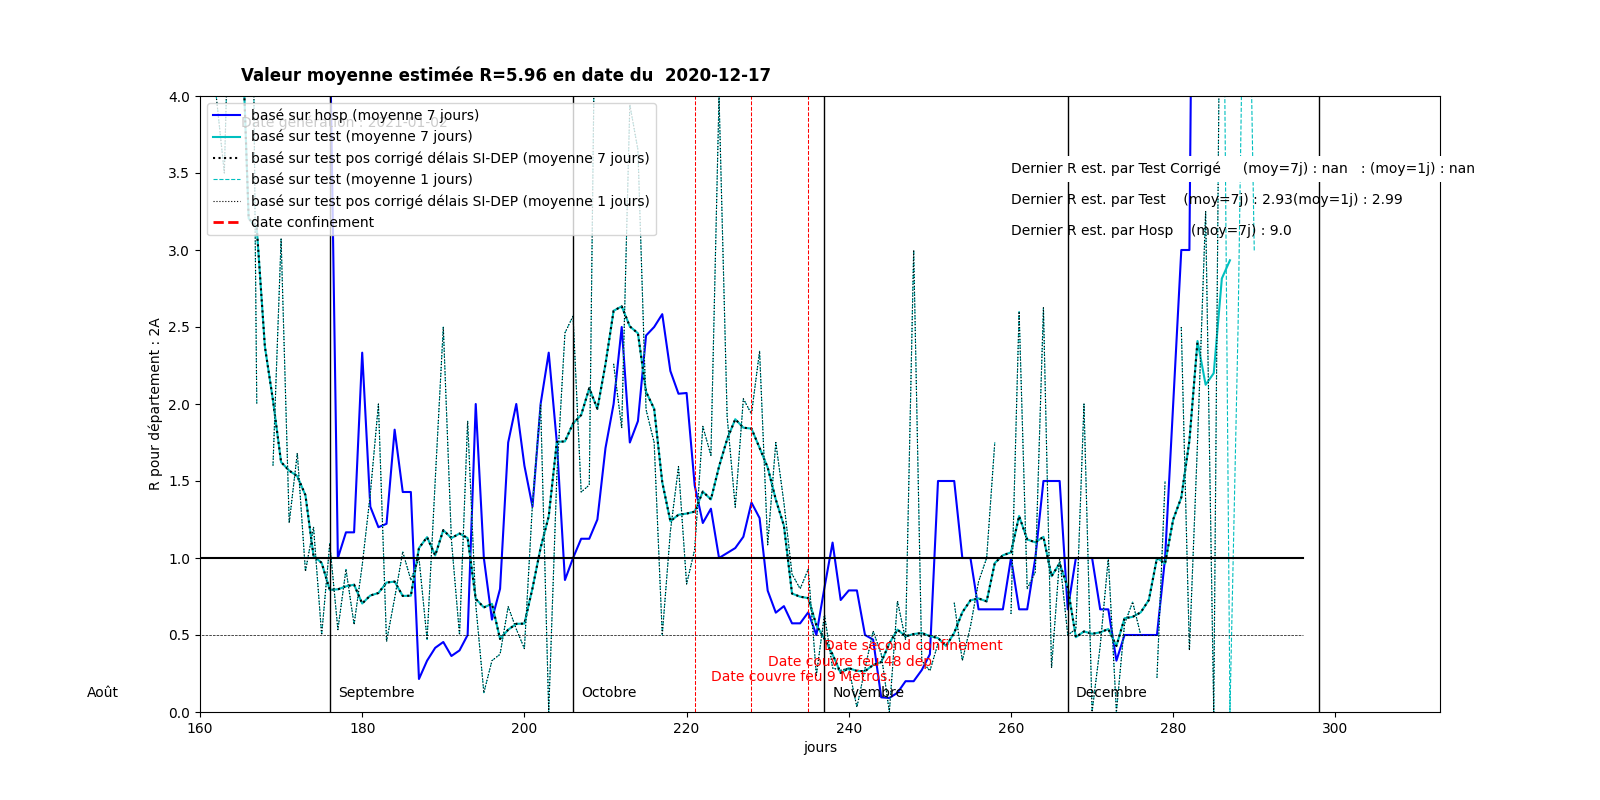 Valeur moyenne estimée R=5.96 en date du  2020-12-17
Date génération : 2021-01-02
basé sur hosp (moyenne 7 jours)
basé sur test (moyenne 7 jours)
basé sur test pos corrigé délais SI-DEP (moyenne 7 jours)
basé sur test (moyenne 1 jours)
basé sur test pos corrigé délais SI-DEP (moyenne 1 jours)
date confinement
Dernier R est. par Test Corrigé     (moy=7j) : nan   : (moy=1j) : nan
Dernier R est. par Test    (moy=7j) : 2.93(moy=1j) : 2.99
Dernier R est. par Hosp    (moy=7j) : 9.0
R pour département : 2A
4.0
3.5
3.0
2.5
2.0
1.5
1.0
0.5
0.0
Date second confinement
Date couvre feu 48 dep
Date couvre feu 9 Métros
Août
Septembre
Octobre
Novembre
Decembre
160
180
200
220
240
260
280
300
jours